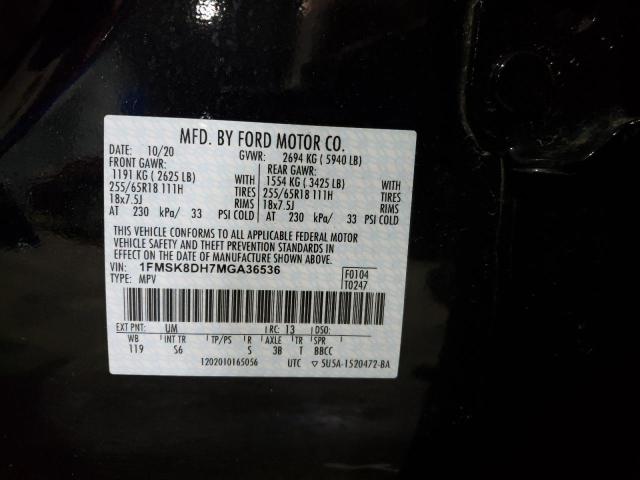 MFD. BY FORD MOTOR CO.
DATE: 10/20 GVWR: 2694 KG ( 5940 LB)
FRONT GAWR: REAR GAWR:
1191 KG ( 2625 LB) WITH 1554 KG ( 3425 LB) WITH
255/65R18 111H TIRES 255/65R18 111H TIRES
18x7.5J RIMS 18x7.5J RIMS
AT 230 kPa/ 33 PSI COLD AT 230 kPa/ 33 PSI COLD
THIS VEHICLE CONFORMS TO ALL APPLICABLE FEDERAL MOTOR
VEHICLE SAFETY AND THEFT PREVENTION STANDARDS IN
EFFECT ON THE DATE OF MANUFACTURE SHOWN ABOVE.
VIN: 1FMSK8DH7MGA36536 F0104
TYPE: MPV T0247
EXT PNT: UM RC: 13 DSO:
WB INT TR TP/PS R AXLE TR SPR
119 S6 S 3B T BBCC
1202010165056 UTC ▽ 5U5A-1520472-BA